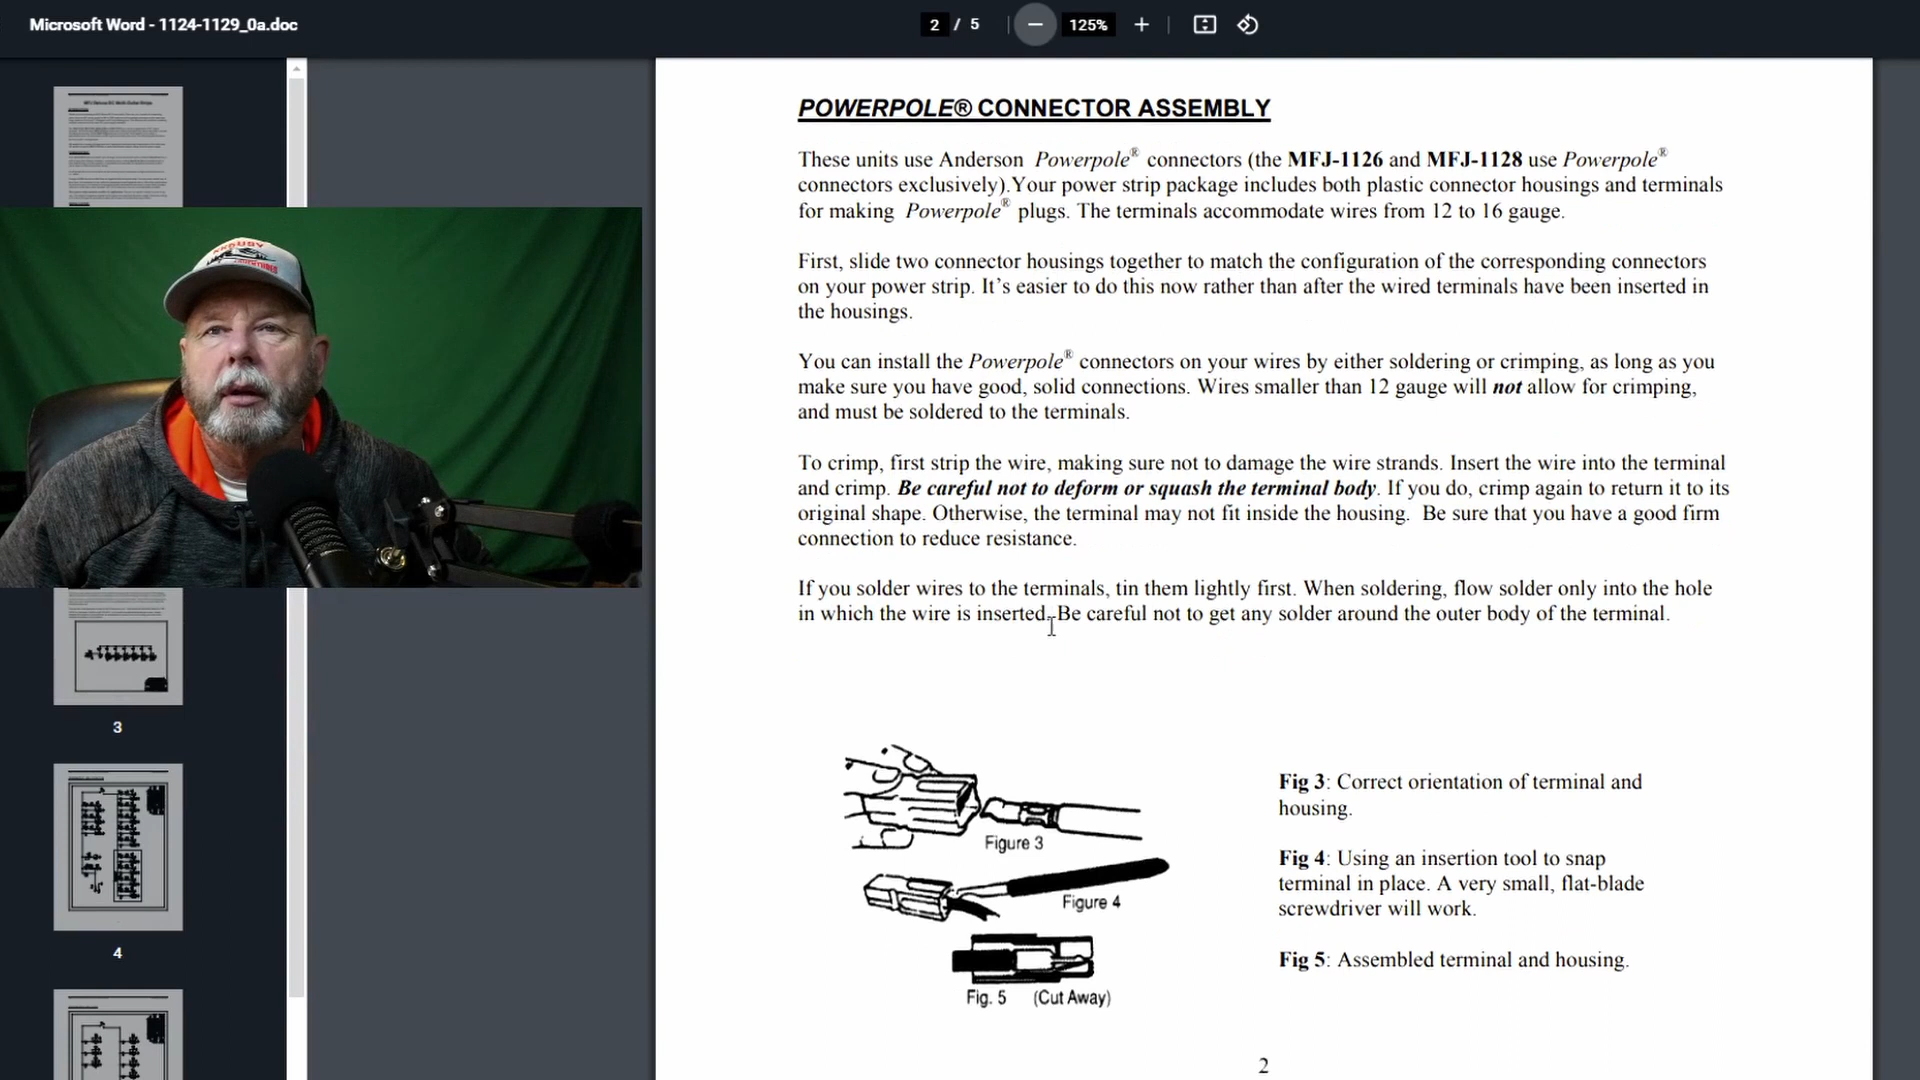 Microsoft Word - 1124-1129_0a.doc
2 / 5
125%
POWERPOLE® CONNECTOR ASSEMBLY
These units use Anderson Powerpole® connectors (the MFJ-1126 and MFJ-1128 use Powerpole®
connectors exclusively).Your power strip package includes both plastic connector housings and terminals
for making Powerpole® plugs. The terminals accommodate wires from 12 to 16 gauge.
First, slide two connector housings together to match the configuration of the corresponding connectors
on your power strip. It's easier to do this now rather than after the wired terminals have been inserted in
the housings.
You can install the Powerpole® connectors on your wires by either soldering or crimping, as long as you
make sure you have good, solid connections. Wires smaller than 12 gauge will not allow for crimping,
and must be soldered to the terminals.
To crimp, first strip the wire, making sure not to damage the wire strands. Insert the wire into the terminal
and crimp. Be careful not to deform or squash the terminal body. If you do, crimp again to return it to its
original shape. Otherwise, the terminal may not fit inside the housing. Be sure that you have a good firm
connection to reduce resistance.
If you solder wires to the terminals, tin them lightly first. When soldering, flow solder only into the hole
in which the wire is inserted. Be careful not to get any solder around the outer body of the terminal.
Figure 3
Figure 4
Fig. 5 (Cut Away)
Fig 3: Correct orientation of terminal and
housing.
Fig 4: Using an insertion tool to snap
terminal in place. A very small, flat-blade
screwdriver will work.
Fig 5: Assembled terminal and housing.
2
3
4